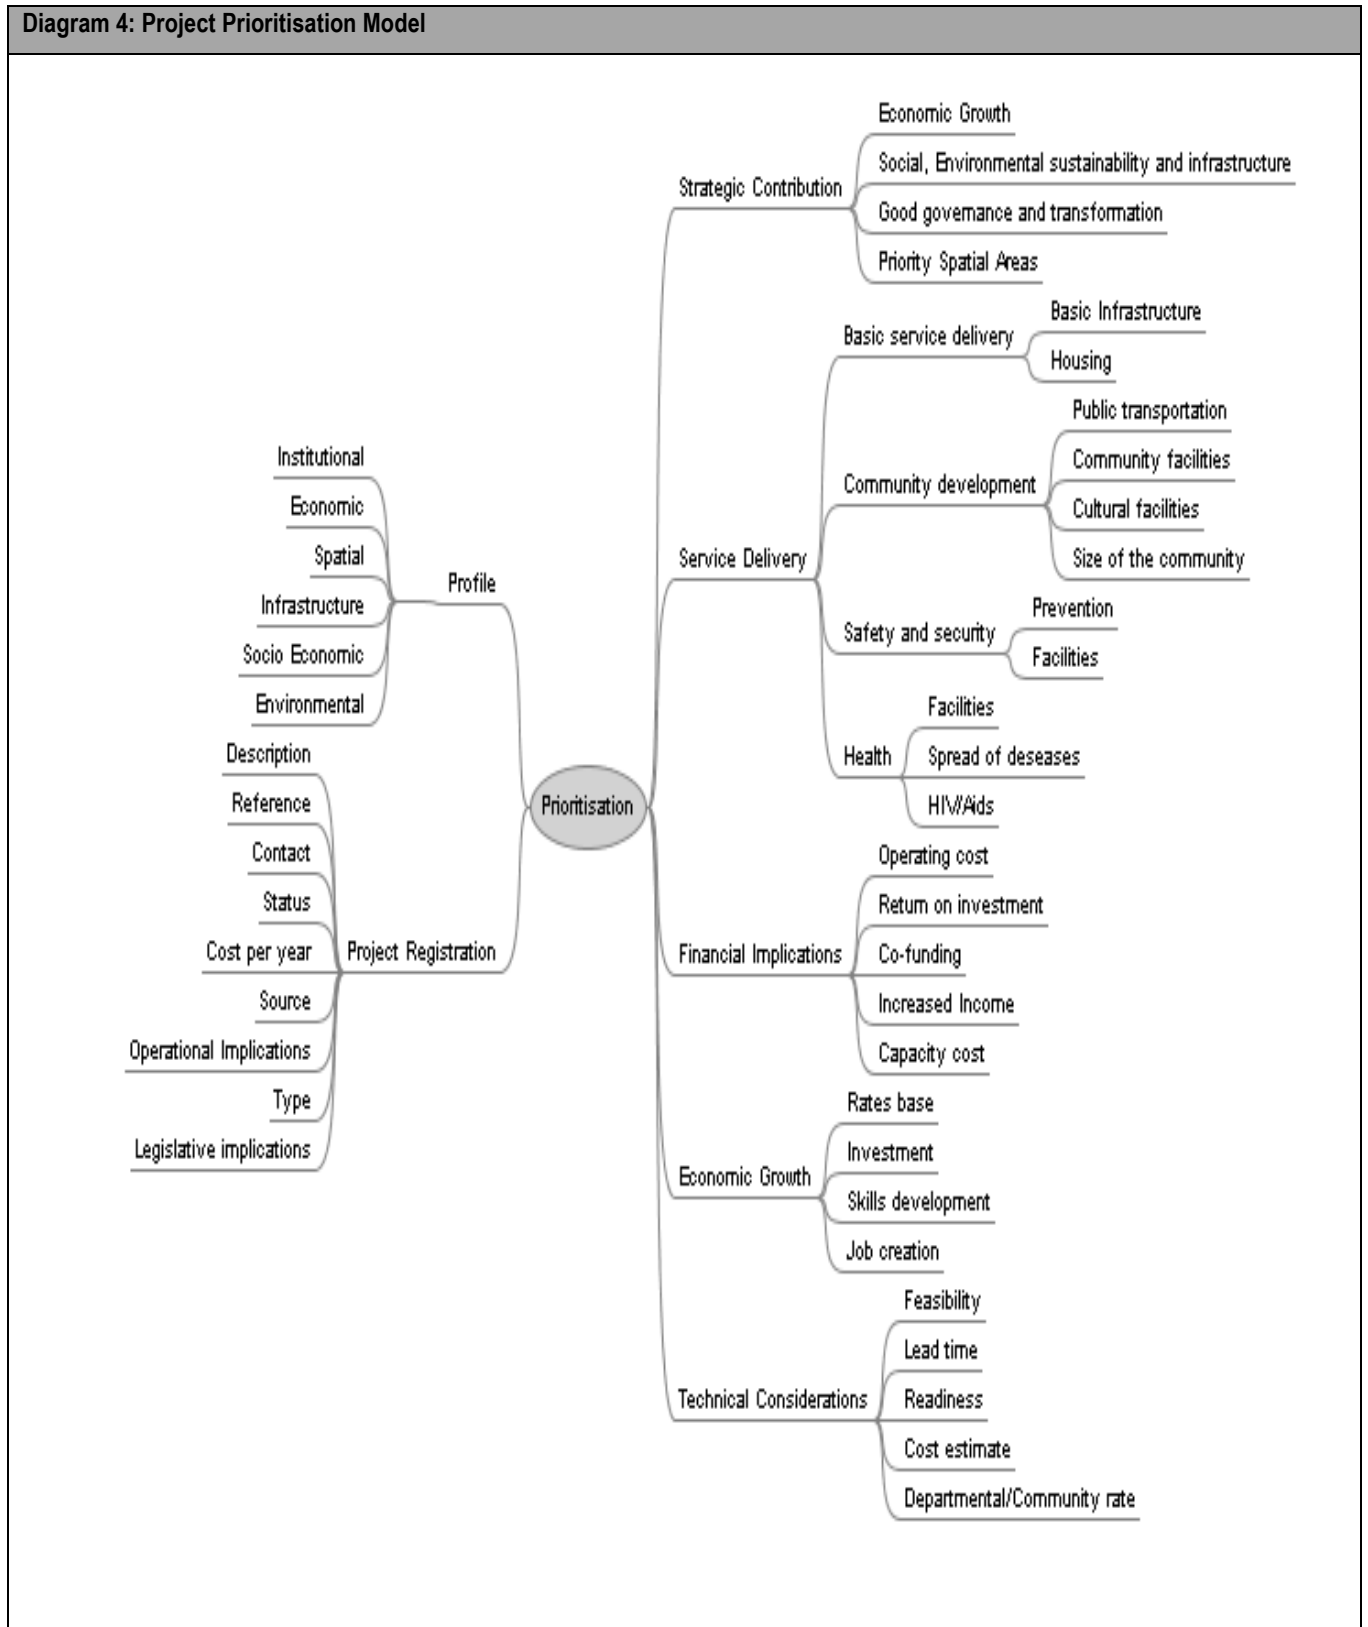 Diagram 4: Project Prioritisation Model
Prioritisation
Profile
Institutional
Economic
Spatial
Infrastructure
Socio Economic
Environmental
Project Registration
Description
Reference
Contact
Status
Cost per year
Source
Operational Implications
Type
Legislative implications
Strategic Contribution
Economic Growth
Social, Environmental sustainability and infrastructure
Good governance and transformation
Priority Spatial Areas
Service Delivery
Basic service delivery
Basic Infrastructure
Housing
Community development
Public transportation
Community facilities
Cultural facilities
Size of the community
Safety and security
Prevention
Facilities
Health
Facilities
Spread of deseases
HIV/Aids
Financial Implications
Operating cost
Return on investment
Co-funding
Increased Income
Capacity cost
Economic Growth
Rates base
Investment
Skills development
Job creation
Technical Considerations
Feasibility
Lead time
Readiness
Cost estimate
Departmental/Community rate